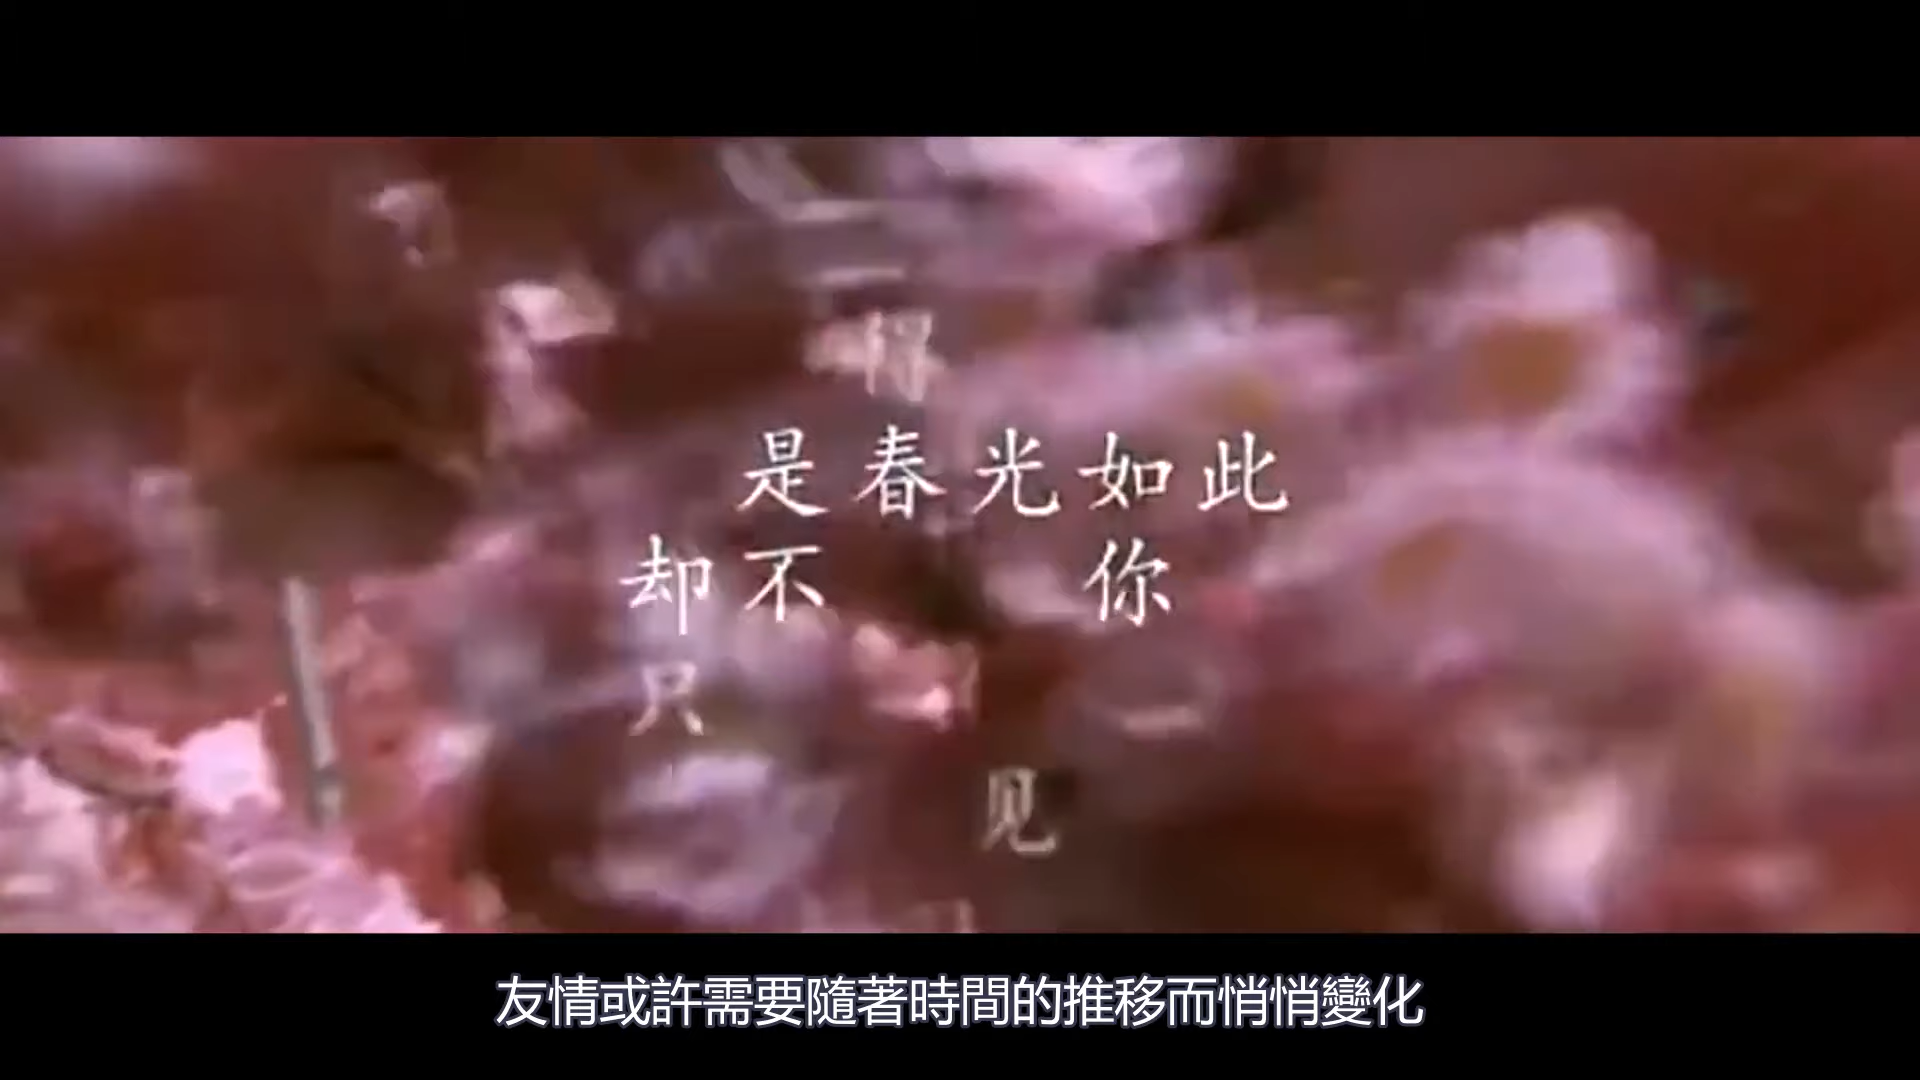 得
是春光如此
却不 你
只
见
友情或許需要隨著時間的推移而悄悄變化